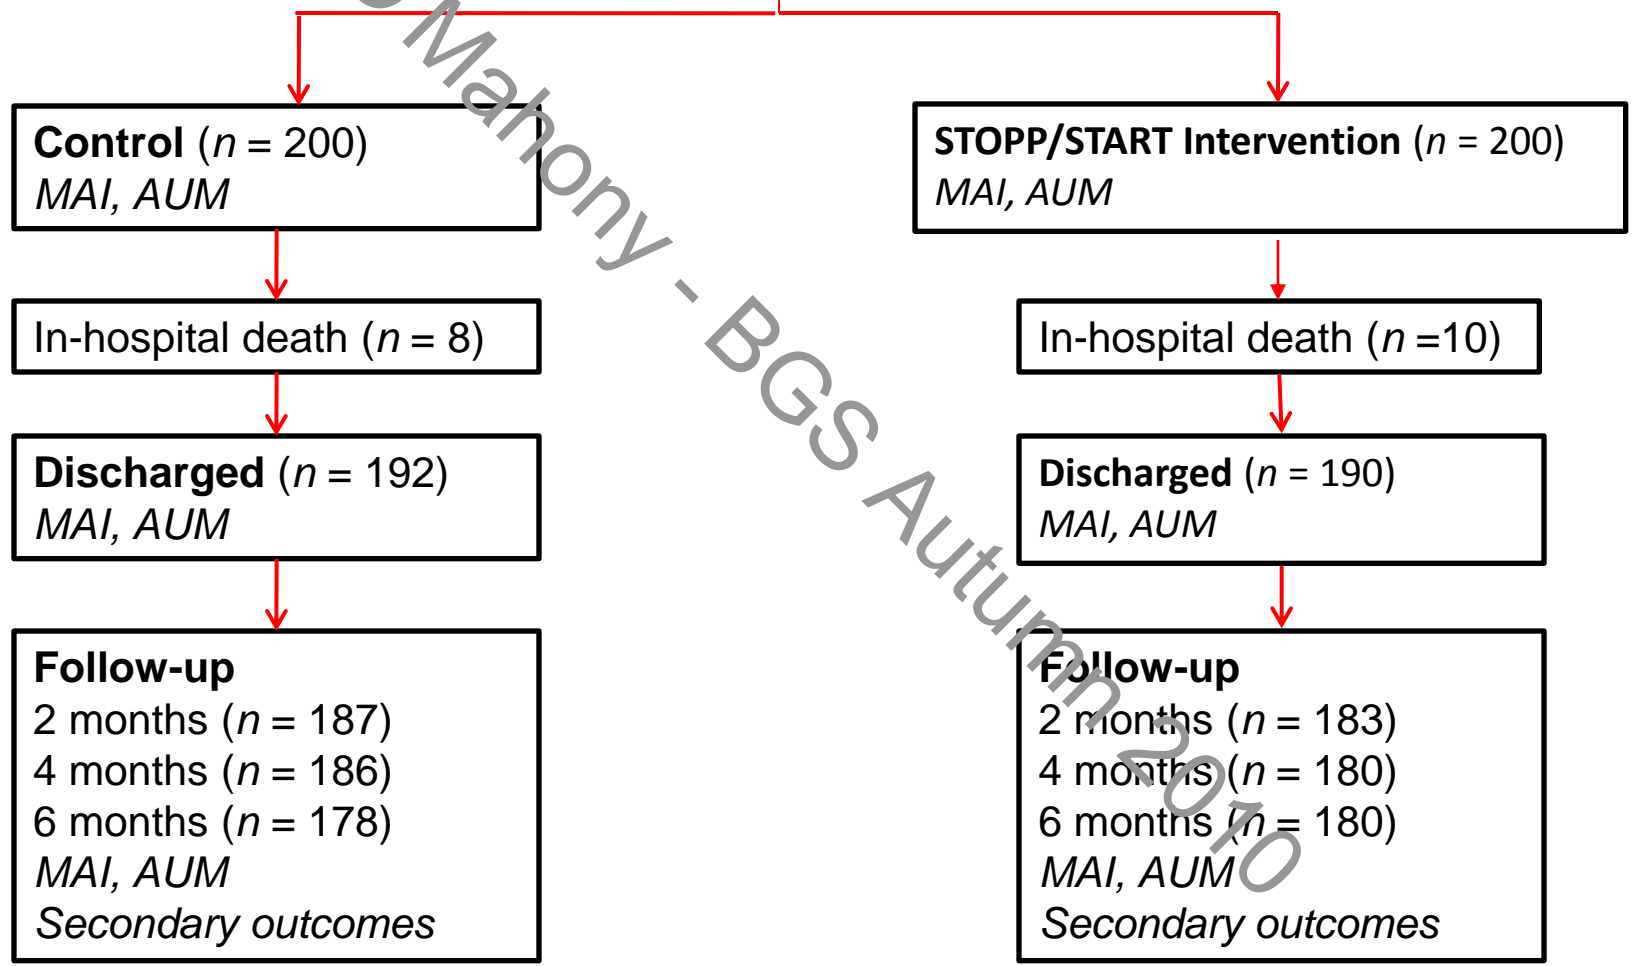 Control (n = 200)
MAI, AUM
In-hospital death (n = 8)
Discharged (n = 192)
MAI, AUM
Follow-up
2 months (n = 187)
4 months (n = 186)
6 months (n = 178)
MAI, AUM
Secondary outcomes
STOPP/START Intervention (n = 200)
MAI, AUM
In-hospital death (n =10)
Discharged (n = 190)
MAI, AUM
Follow-up
2 months (n = 183)
4 months (n = 180)
6 months (n = 180)
MAI, AUM
Secondary outcomes
Mahony - BGS Autumn 2010